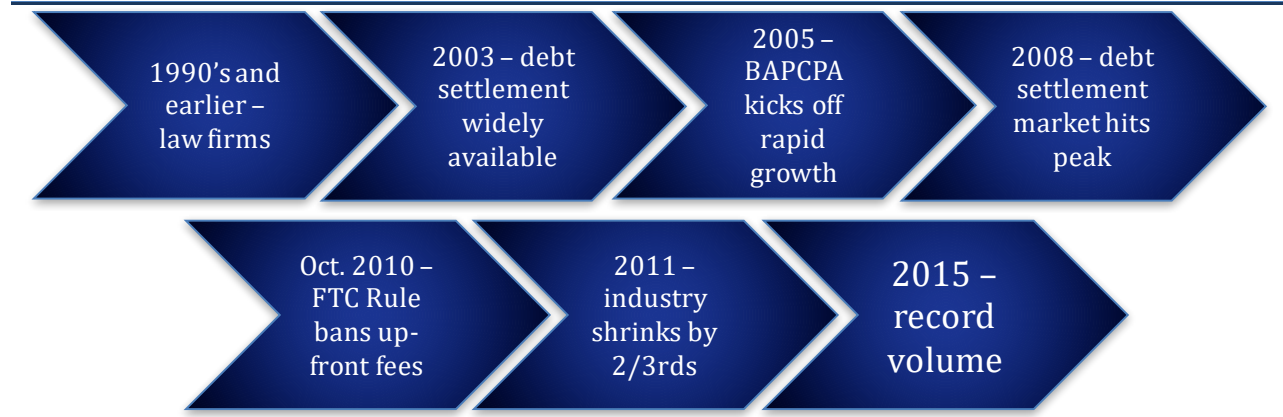 1990’s and
earlier –
law firms
2003 – debt
settlement
widely
available
2005 –
BAPCPA
kicks off
rapid
growth
2008 – debt
settlement
market hits
peak
Oct. 2010 –
FTC Rule
bans up-
front fees
2011 –
industry
shrinks by
2/3rds
2015 –
record
volume